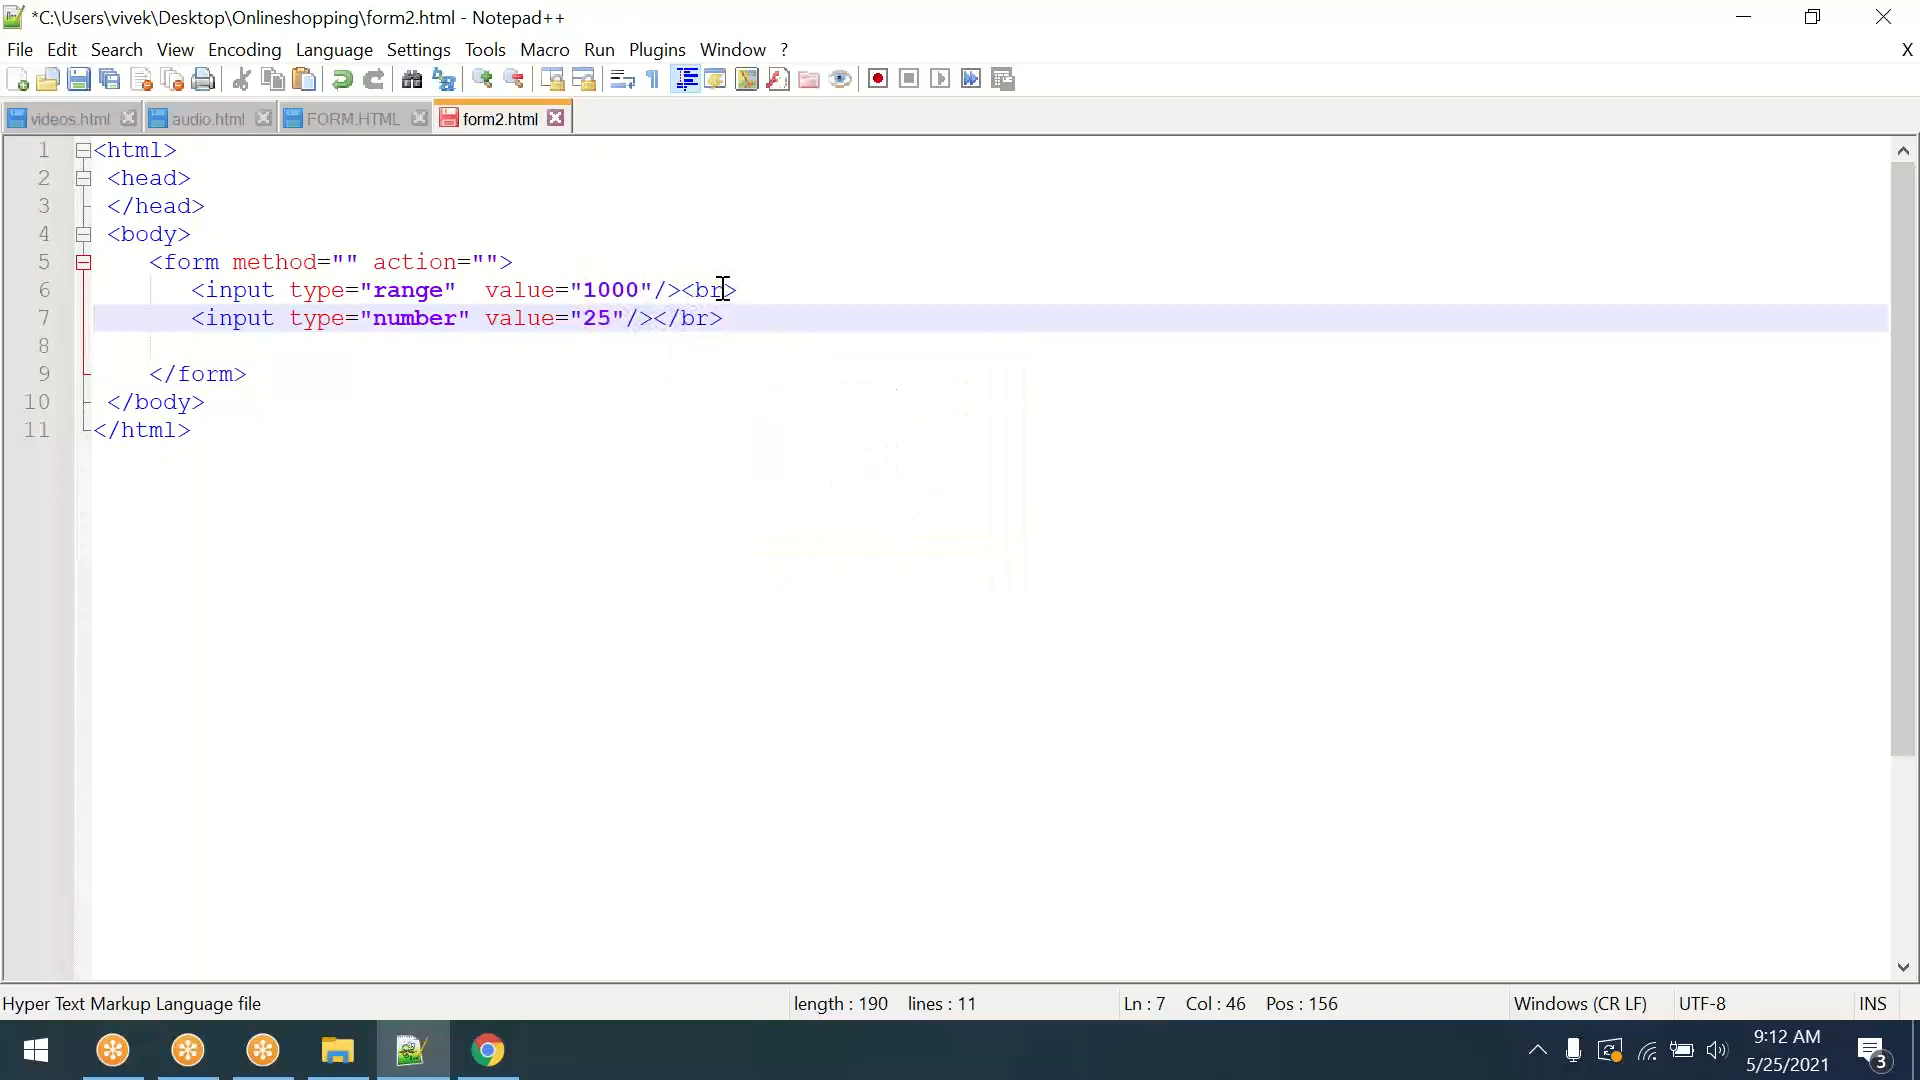 *C:\Users\vivek\Desktop\Onlineshopping\form2.html - Notepad++
File Edit Search View Encoding Language Settings Tools Macro Run Plugins Window ? X
videos.html audio.html FORM.HTML form2.html
1 <html>
2 <head>
3 </head>
4 <body>
5 <form method="" action="">
6 <input type="range"  value="1000"/><br>
7 <input type="number" value="25"/></br>
8
9 </form>
10 </body>
11 </html>
Hyper Text Markup Language file length : 190 lines : 11 Ln : 7 Col : 46 Pos : 156 Windows (CR LF) UTF-8 INS
9:12 AM
5/25/2021
3